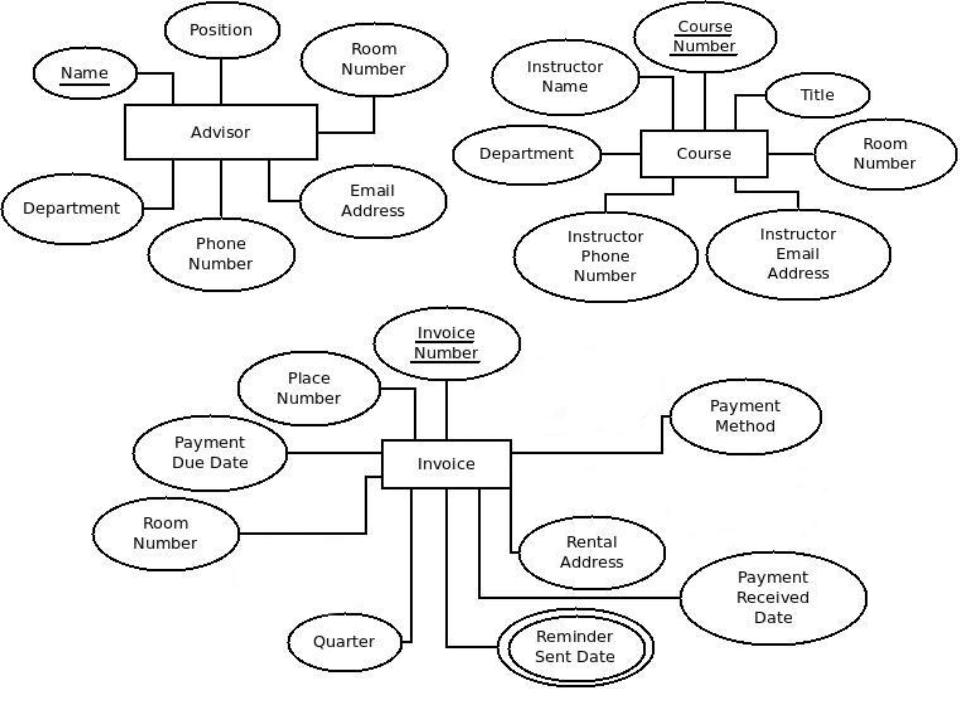 Position
Name
Room
Number
Advisor
Department
Email
Address
Phone
Number
Course
Number
Instructor
Name
Title
Department
Course
Room
Number
Instructor
Phone
Number
Instructor
Email
Address
Invoice
Number
Place
Number
Payment
Method
Payment
Due Date
Invoice
Room
Number
Rental
Address
Payment
Received
Date
Quarter
Reminder
Sent Date